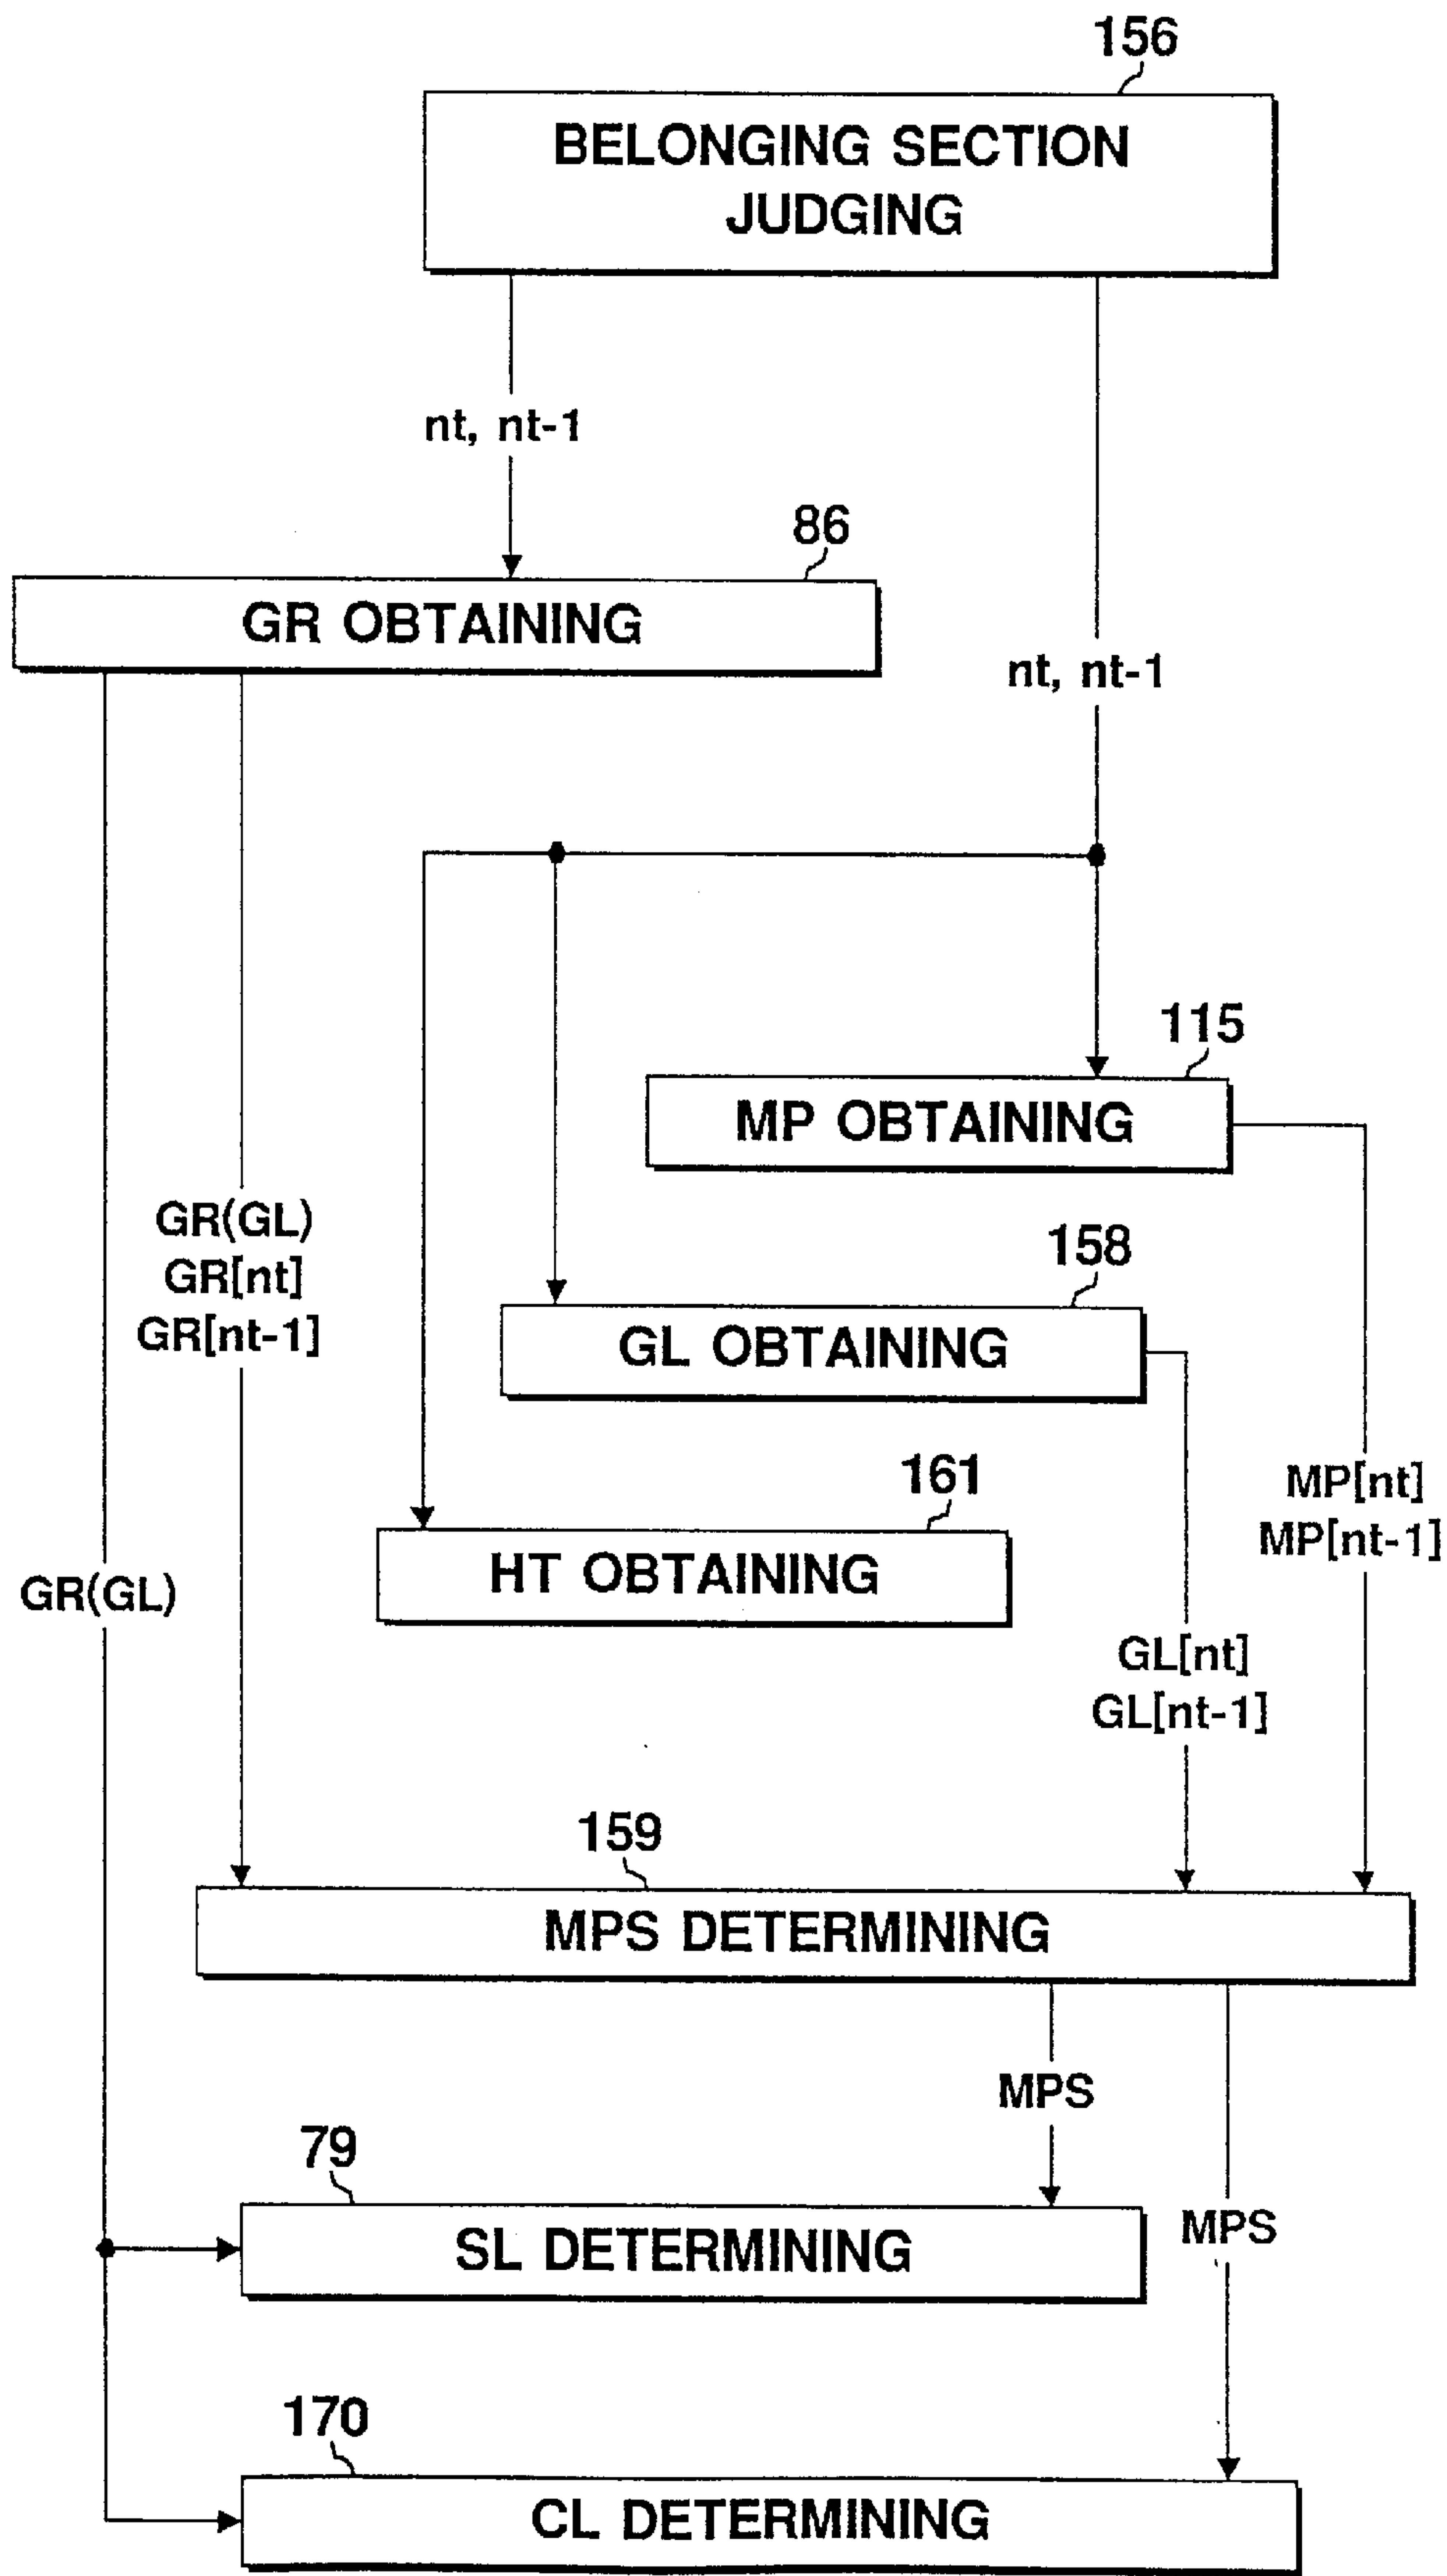 156
BELONGING SECTION
JUDGING
nt, nt-1
86
GR OBTAINING
nt, nt-1
115
MP OBTAINING
GR(GL)
GR[nt]
GR[nt-1]
158
GL OBTAINING
161
HT OBTAINING
MP[nt]
MP[nt-1]
GR(GL)
GL[nt]
GL[nt-1]
159
MPS DETERMINING
MPS
79
SL DETERMINING
MPS
170
CL DETERMINING